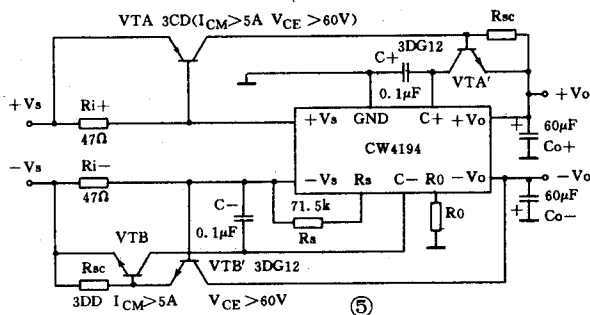 VTA 3CD(ICM>5A VCE>60V)
Rsc
3DG12
C+
VTA'
0.1μF
+Vs
Ri+
47Ω
+Vs GND C+ +Vo
+Vo
CW4194
60μF
+
Co+
-Vs
Ri-
47Ω
-Vs Rs C- R0 -Vo
-Vo
C-
0.1μF
71.5k
Rs
R0
60μF
+
Co-
VTB
Rsc
VTB' 3DG12
3DD ICM>5A VCE>60V
⑤